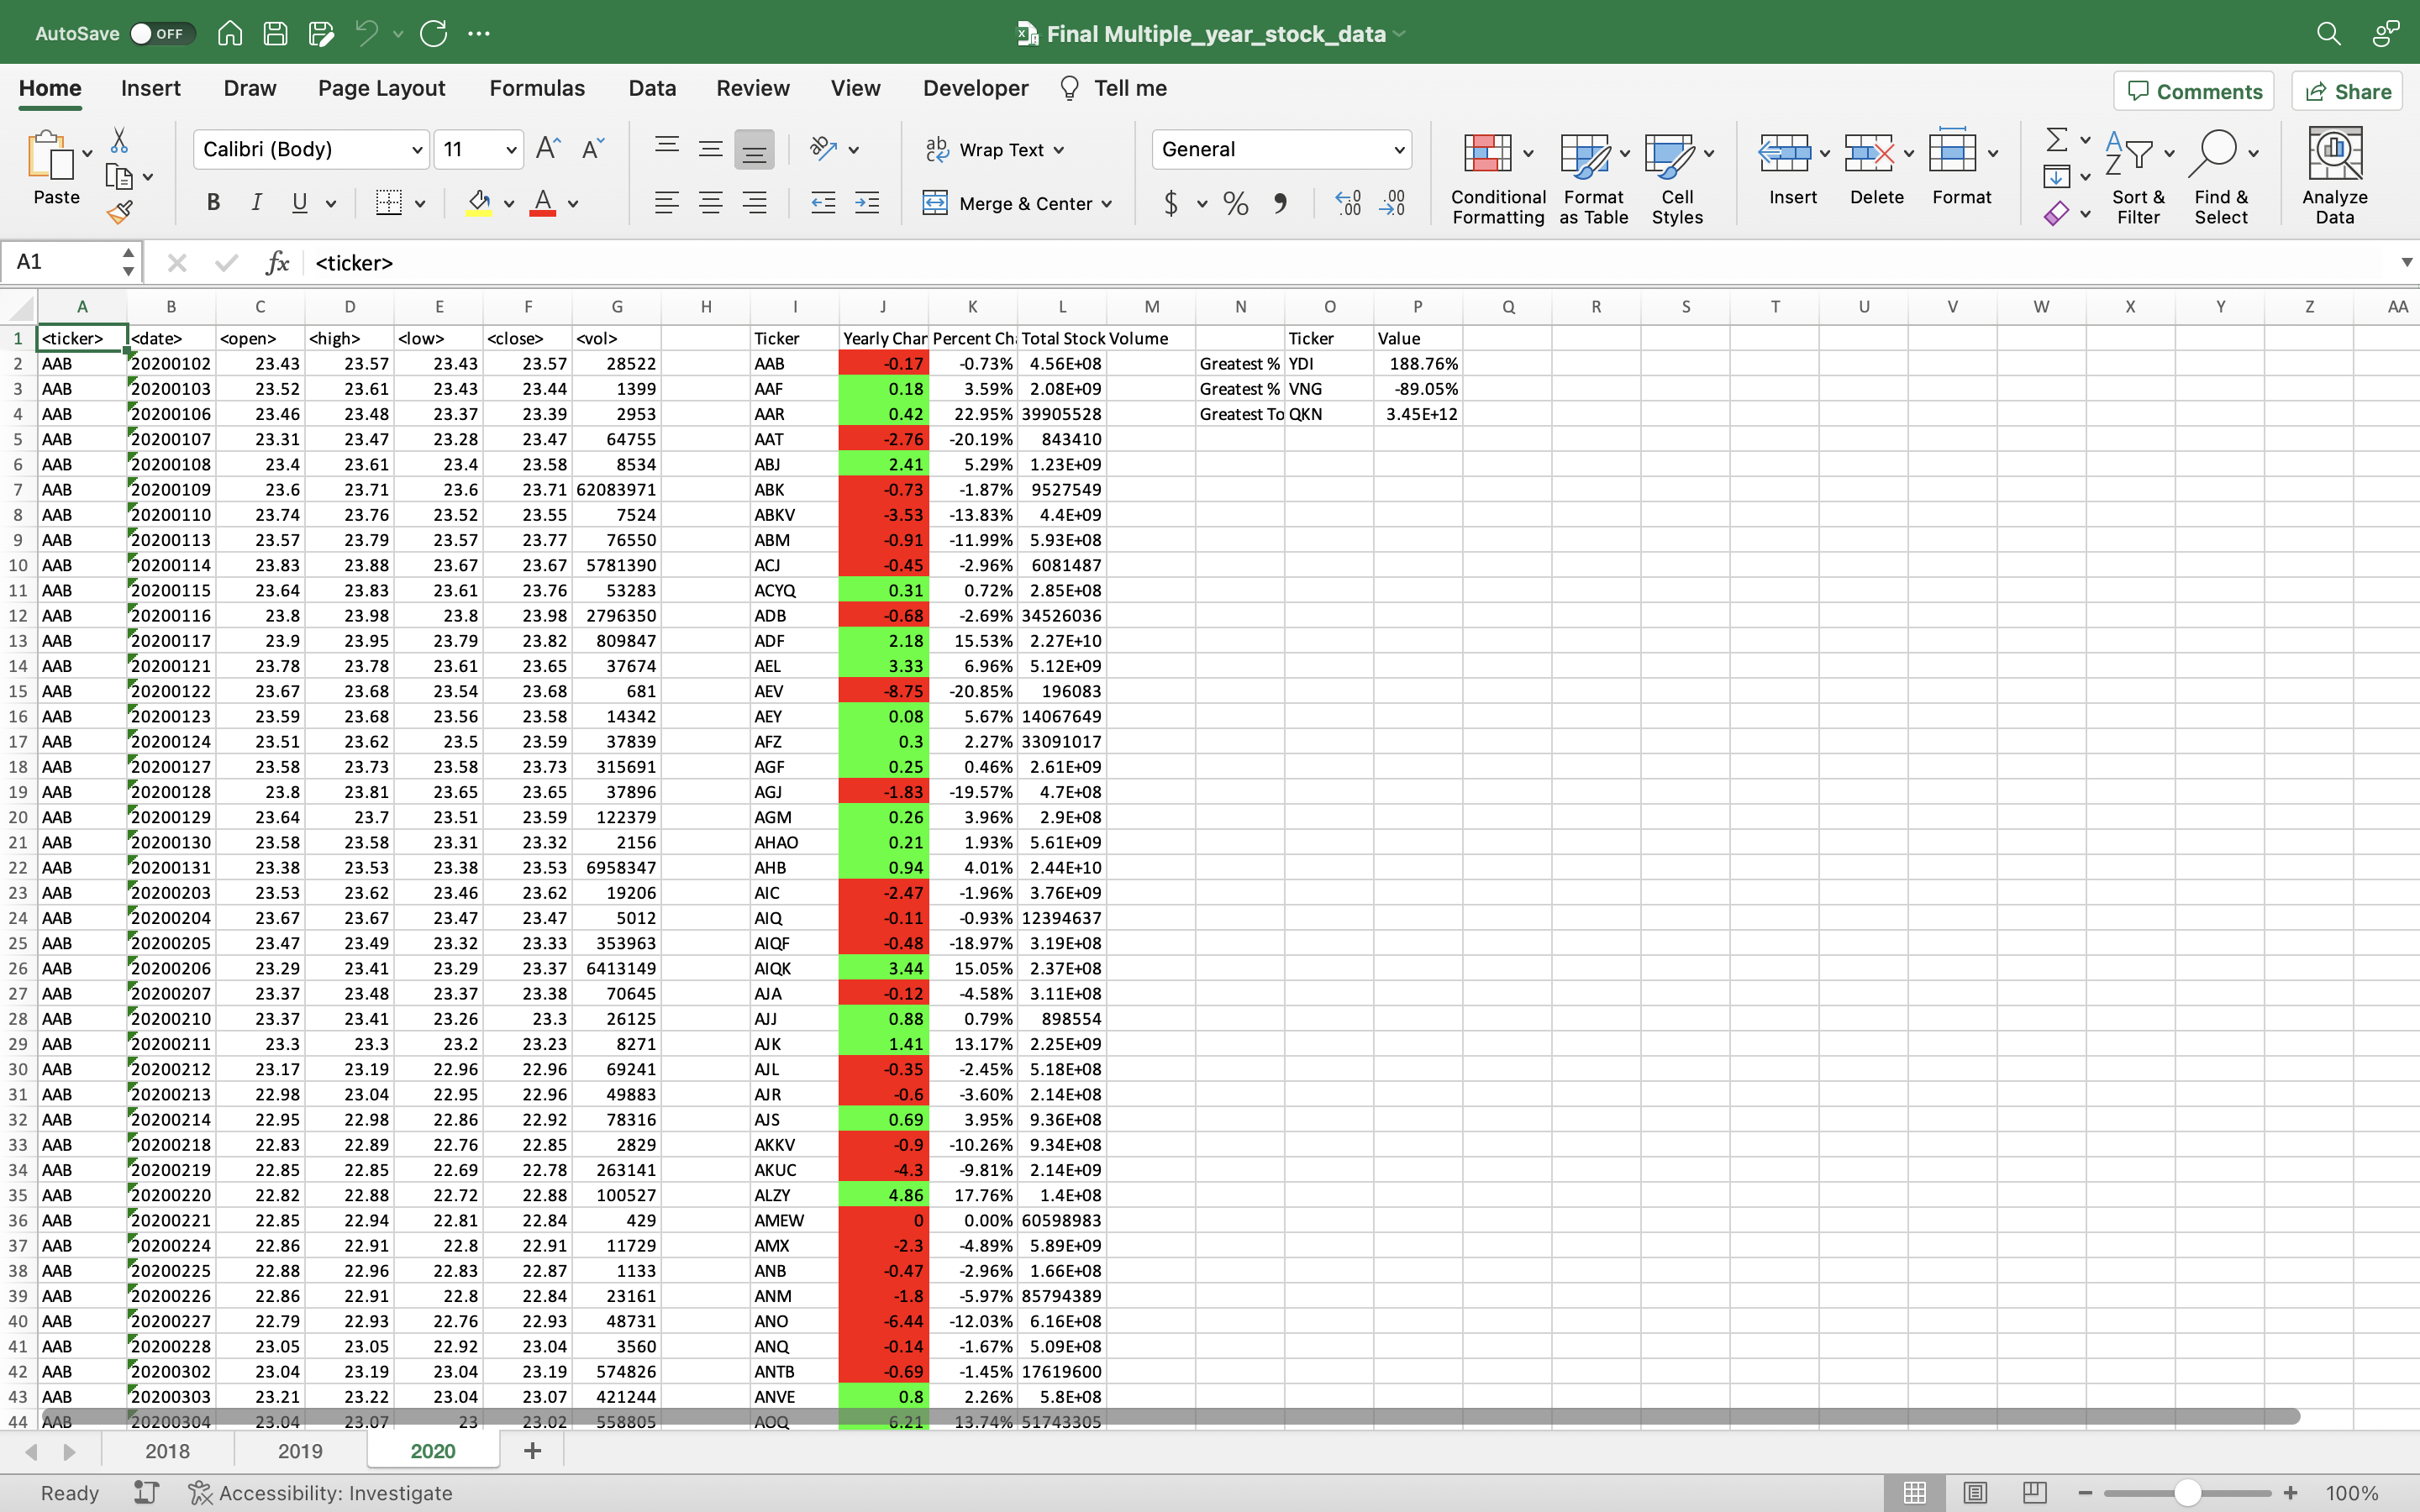 AutoSave OFF Final Multiple_year_stock_data
Home Insert Draw Page Layout Formulas Data Review View Developer Tell me Comments Share
Paste Calibri (Body) 11 Wrap Text General
B I U Merge & Center $ % Conditional Formatting Format as Table Cell Styles Insert Delete Format Sort & Filter Find & Select Analyze Data
A1 fx <ticker>
A B C D E F G H I J K L M N O P Q R S T U V W X Y Z AA
1 <ticker> <date> <open> <high> <low> <close> <vol> Ticker Yearly Char Percent Ch Total Stock Volume Ticker Value
2 AAB 20200102 23.43 23.57 23.43 23.57 28522 AAB -0.17 -0.73% 4.56E+08 Greatest % YDI 188.76%
3 AAB 20200103 23.52 23.61 23.43 23.44 1399 AAF 0.18 3.59% 2.08E+09 Greatest % VNG -89.05%
4 AAB 20200106 23.46 23.48 23.37 23.39 2953 AAR 0.42 22.95% 39905528 Greatest To QKN 3.45E+12
5 AAB 20200107 23.31 23.47 23.28 23.47 64755 AAT -2.76 -20.19% 843410
6 AAB 20200108 23.4 23.61 23.4 23.58 8534 ABJ 2.41 5.29% 1.23E+09
7 AAB 20200109 23.6 23.71 23.6 23.71 62083971 ABK -0.73 -1.87% 9527549
8 AAB 20200110 23.74 23.76 23.52 23.55 7524 ABKV -3.53 -13.83% 4.4E+09
9 AAB 20200113 23.57 23.79 23.57 23.77 76550 ABM -0.91 -11.99% 5.93E+08
10 AAB 20200114 23.83 23.88 23.67 23.67 5781390 ACJ -0.45 -2.96% 6081487
11 AAB 20200115 23.64 23.83 23.61 23.76 53283 ACYQ 0.31 0.72% 2.85E+08
12 AAB 20200116 23.8 23.98 23.8 23.98 2796350 ADB -0.68 -2.69% 34526036
13 AAB 20200117 23.9 23.95 23.79 23.82 809847 ADF 2.18 15.53% 2.27E+10
14 AAB 20200121 23.78 23.78 23.61 23.65 37674 AEL 3.33 6.96% 5.12E+09
15 AAB 20200122 23.67 23.68 23.54 23.68 681 AEV -8.75 -20.85% 196083
16 AAB 20200123 23.59 23.68 23.56 23.58 14342 AEY 0.08 5.67% 14067649
17 AAB 20200124 23.51 23.62 23.5 23.59 37839 AFZ 0.3 2.27% 33091017
18 AAB 20200127 23.58 23.73 23.58 23.73 315691 AGF 0.25 0.46% 2.61E+09
19 AAB 20200128 23.8 23.81 23.65 23.65 37896 AGJ -1.83 -19.57% 4.7E+08
20 AAB 20200129 23.64 23.7 23.51 23.59 122379 AGM 0.26 3.96% 2.9E+08
21 AAB 20200130 23.58 23.58 23.31 23.32 2156 AHAO 0.21 1.93% 5.61E+09
22 AAB 20200131 23.38 23.53 23.38 23.53 6958347 AHB 0.94 4.01% 2.44E+10
23 AAB 20200203 23.53 23.62 23.46 23.62 19206 AIC -2.47 -1.96% 3.76E+09
24 AAB 20200204 23.67 23.67 23.47 23.47 5012 AIQ -0.11 -0.93% 12394637
25 AAB 20200205 23.47 23.49 23.32 23.33 353963 AIQF -0.48 -18.97% 3.19E+08
26 AAB 20200206 23.29 23.41 23.29 23.37 6413149 AIQK 3.44 15.05% 2.37E+08
27 AAB 20200207 23.37 23.48 23.37 23.38 70645 AJA -0.12 -4.58% 3.11E+08
28 AAB 20200210 23.37 23.41 23.26 23.3 26125 AJJ 0.88 0.79% 898554
29 AAB 20200211 23.3 23.3 23.2 23.23 8271 AJK 1.41 13.17% 2.25E+09
30 AAB 20200212 23.17 23.19 22.96 22.96 69241 AJL -0.35 -2.45% 5.18E+08
31 AAB 20200213 22.98 23.04 22.95 22.96 49883 AJR -0.6 -3.60% 2.14E+08
32 AAB 20200214 22.95 22.98 22.86 22.92 78316 AJS 0.69 3.95% 9.36E+08
33 AAB 20200218 22.83 22.89 22.76 22.85 2829 AKKV -0.9 -10.26% 9.34E+08
34 AAB 20200219 22.85 22.85 22.69 22.78 263141 AKUC -4.3 -9.81% 2.14E+09
35 AAB 20200220 22.82 22.88 22.72 22.88 100527 ALZY 4.86 17.76% 1.4E+08
36 AAB 20200221 22.85 22.94 22.81 22.84 429 AMEW 0 0.00% 60598983
37 AAB 20200224 22.86 22.91 22.8 22.91 11729 AMX -2.3 -4.89% 5.89E+09
38 AAB 20200225 22.88 22.96 22.83 22.87 1133 ANB -0.47 -2.96% 1.66E+08
39 AAB 20200226 22.86 22.91 22.8 22.84 23161 ANM -1.8 -5.97% 85794389
40 AAB 20200227 22.79 22.93 22.76 22.93 48731 ANO -6.44 -12.03% 6.16E+08
41 AAB 20200228 23.05 23.05 22.92 23.04 3560 ANQ -0.14 -1.67% 5.09E+08
42 AAB 20200302 23.04 23.19 23.04 23.19 574826 ANTB -0.69 -1.45% 17619600
43 AAB 20200303 23.21 23.22 23.04 23.07 421244 ANVE 0.8 2.26% 5.8E+08
44 AAB 20200304 23.04 23.07 23 23.02 558805 AOQ 6.21 13.74% 51743305
2018 2019 2020 +
Ready Accessibility: Investigate 100%